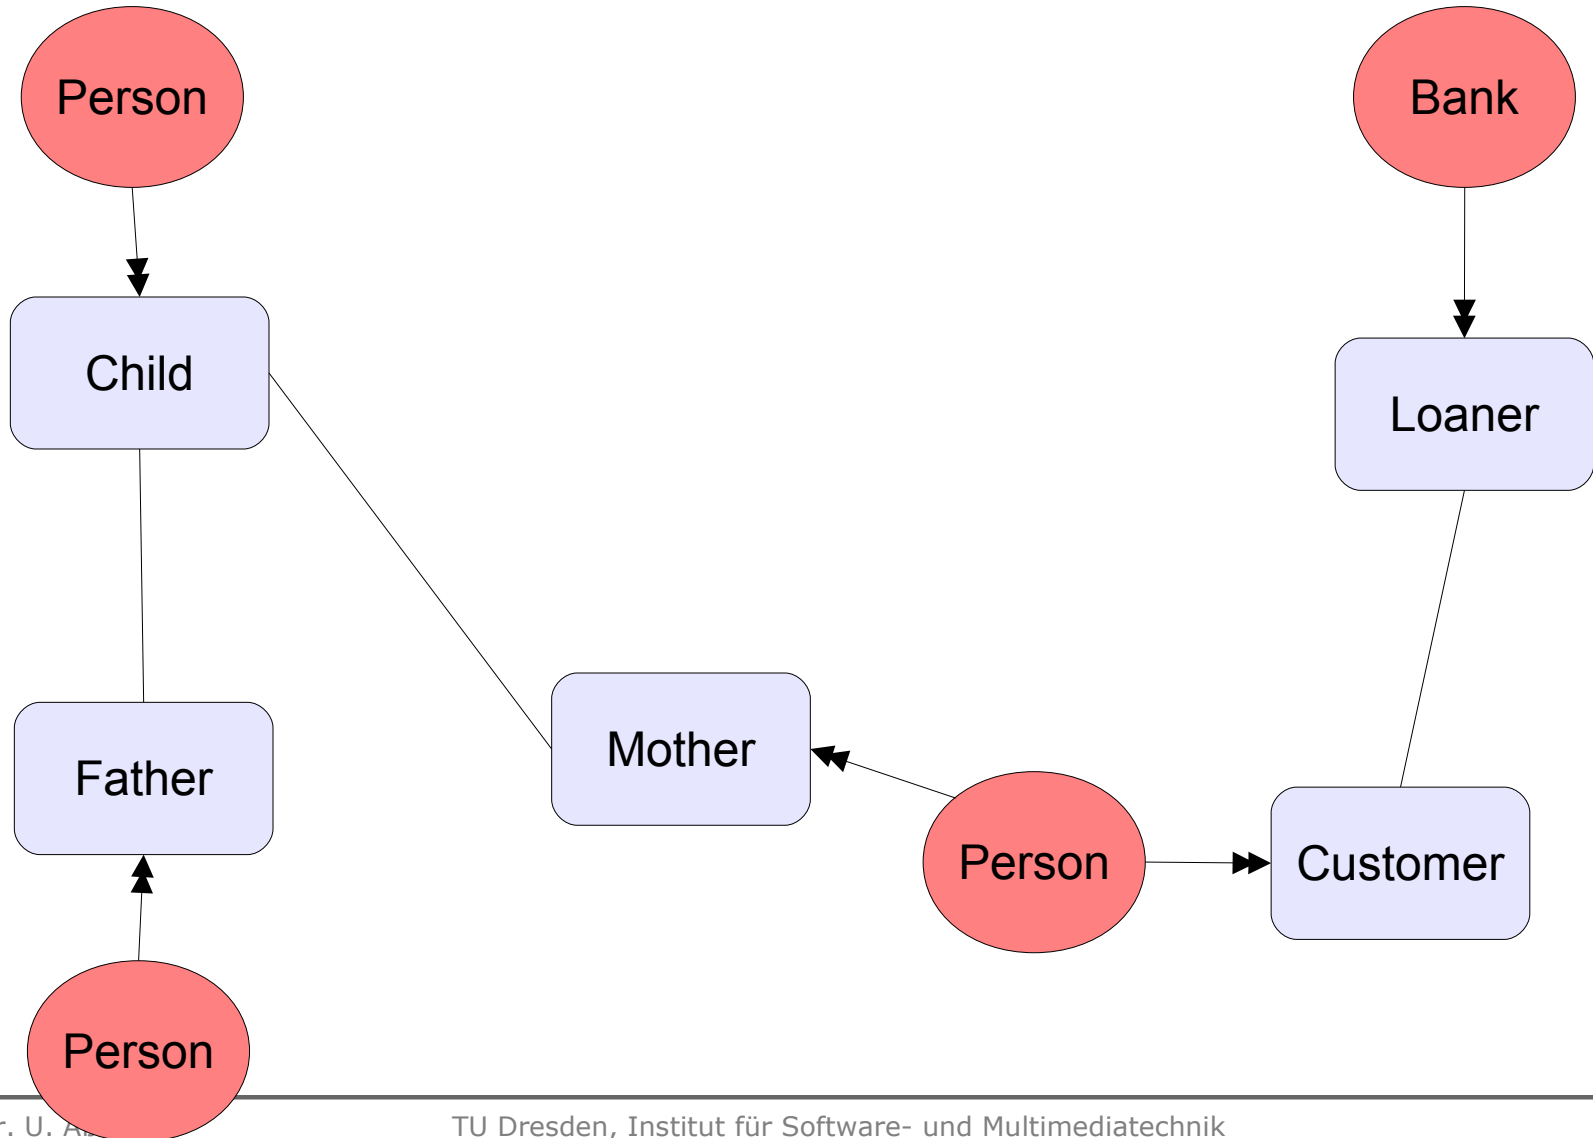 Person
Bank
Child
Loaner
Mother
Father
Person
Customer
Person
r. U.
TU Dresden, Institut für Software- und Multimediatechnik